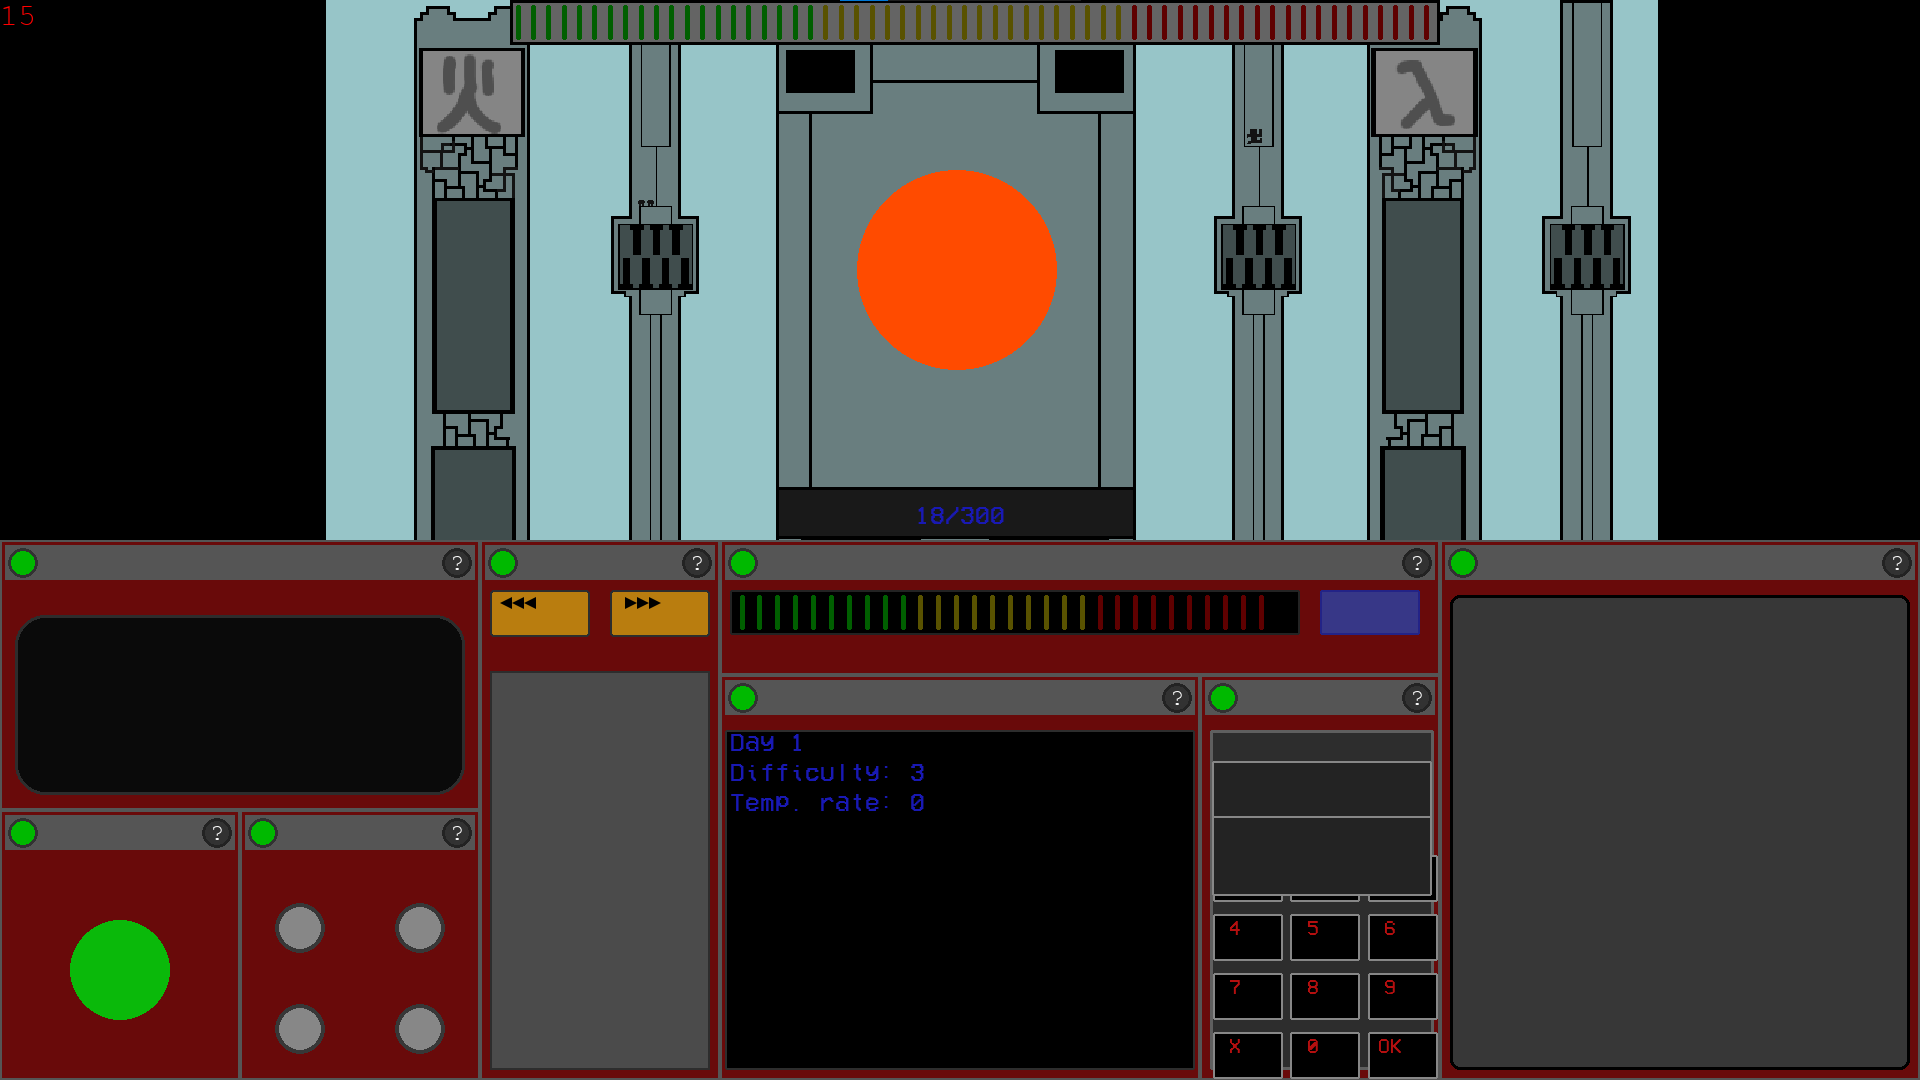 15
火
λ
18/300
?
?
?
?
◀◀◀ ▶▶▶
?
?
Day 1
Difficulty: 3
Temp. rate: 0
?
?
4 5 6
7 8 9
X 0 OK